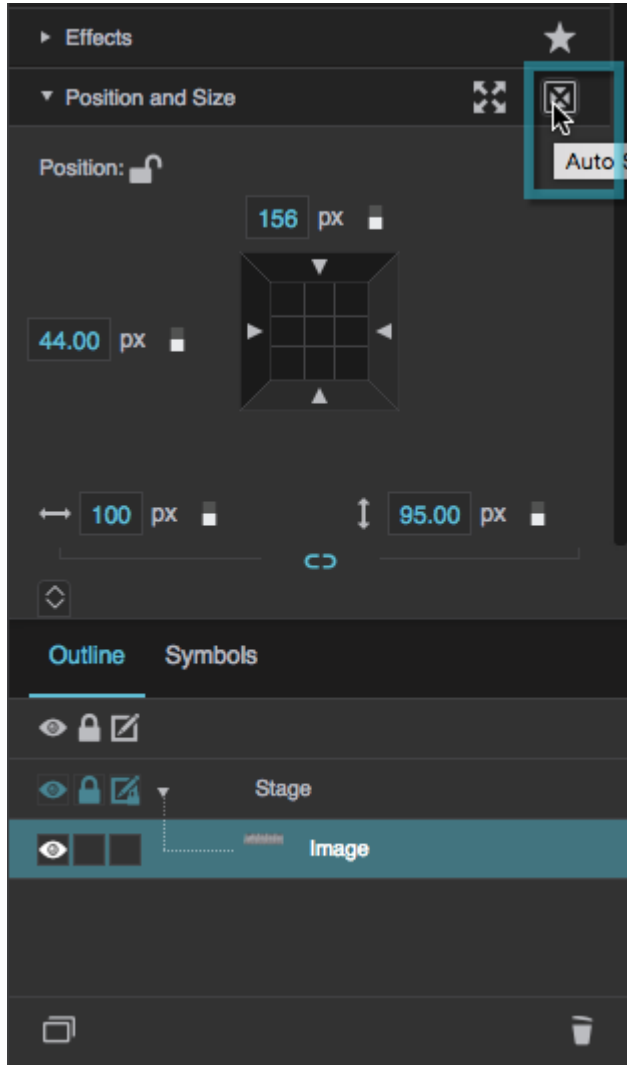 Effects
Position and Size
Auto
Position:
156 px
44.00 px
100 px 95.00 px
Outline Symbols
Stage
Image